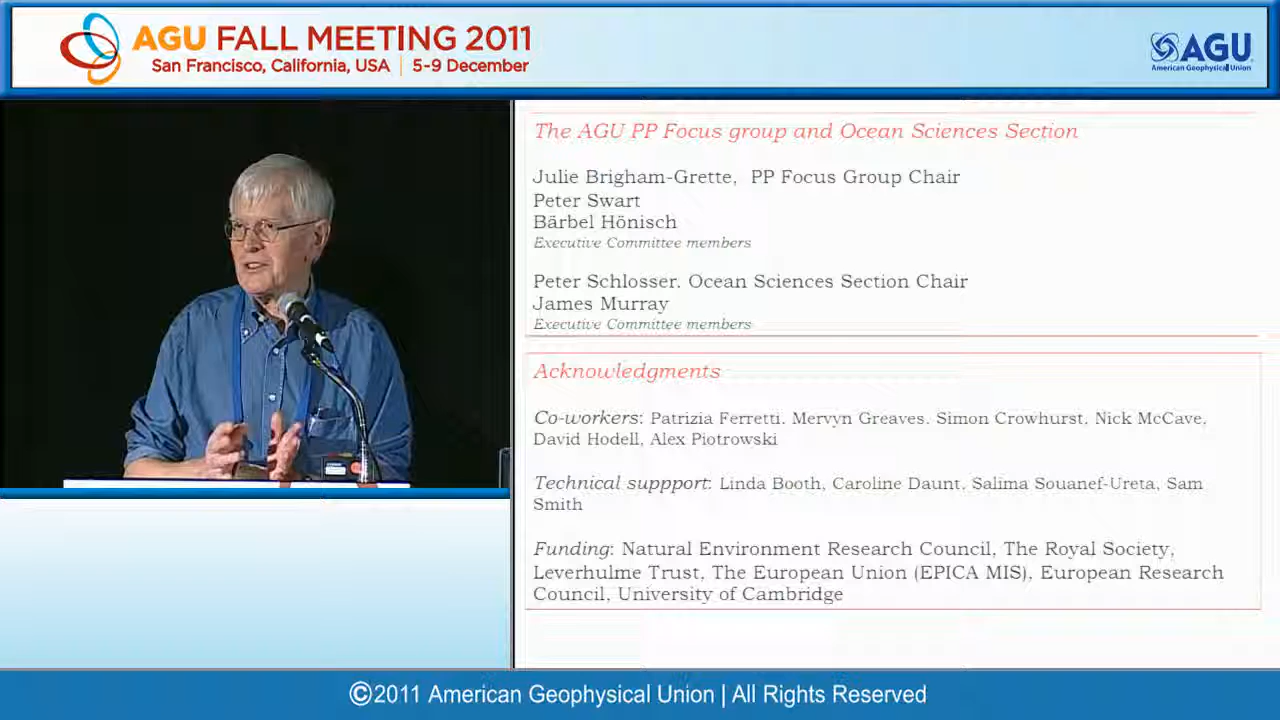 AGU FALL MEETING 2011
San Francisco, California, USA | 5-9 December
AGU
American Geophysical Union
The AGU PP Focus group and Ocean Sciences Section
Julie Brigham-Grette, PP Focus Group Chair
Peter Swart
Bärbel Hönisch
Executive Committee members
Peter Schlosser. Ocean Sciences Section Chair
James Murray
Executive Committee members
Acknowledgments
Co-workers: Patrizia Ferretti. Mervyn Greaves. Simon Crowhurst, Nick McCave,
David Hodell, Alex Piotrowski
Technical suppport: Linda Booth, Caroline Daunt, Salima Souanef-Ureta, Sam
Smith
Funding: Natural Environment Research Council, The Royal Society,
Leverhulme Trust, The European Union (EPICA MIS), European Research
Council, University of Cambridge
©2011 American Geophysical Union | All Rights Reserved